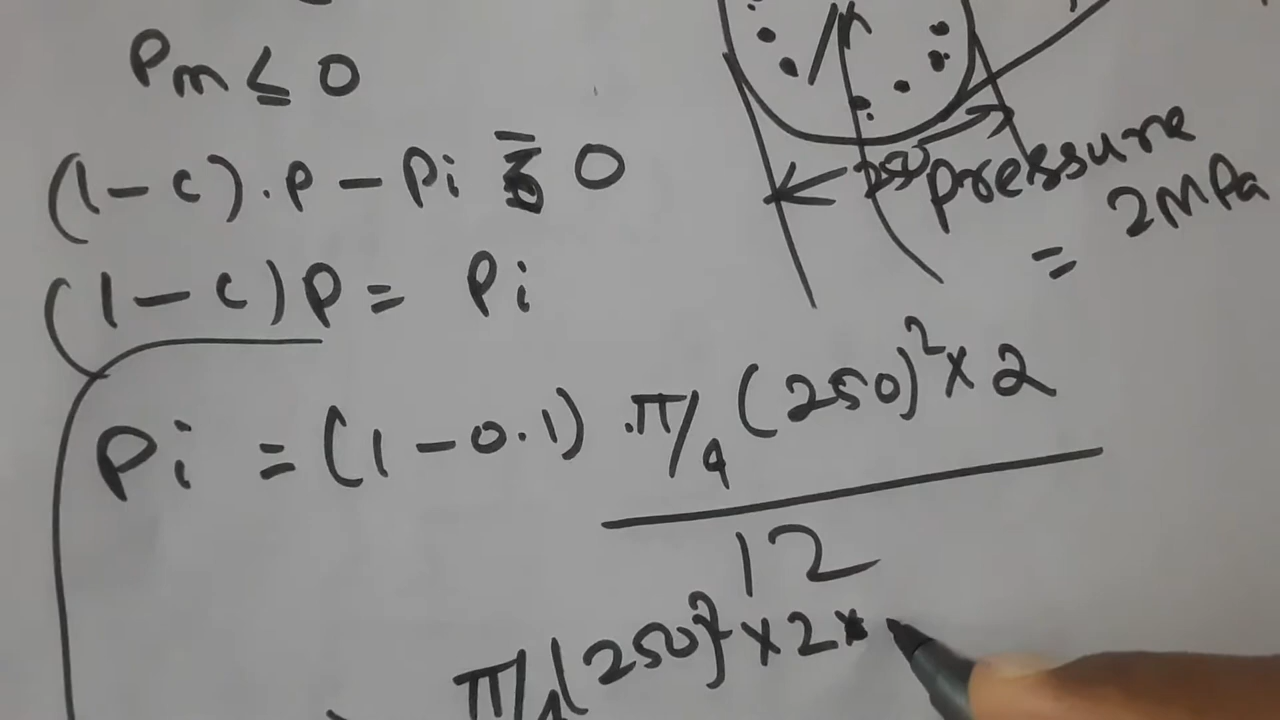 Pm ≤ 0
(1-c).P - Pi = 0
250
pressure
= 2MPa
(1-c)P = Pi
Pi = (1-0.1) . π/4 (250)² × 2
12
π/4 (250)² × 2 ×